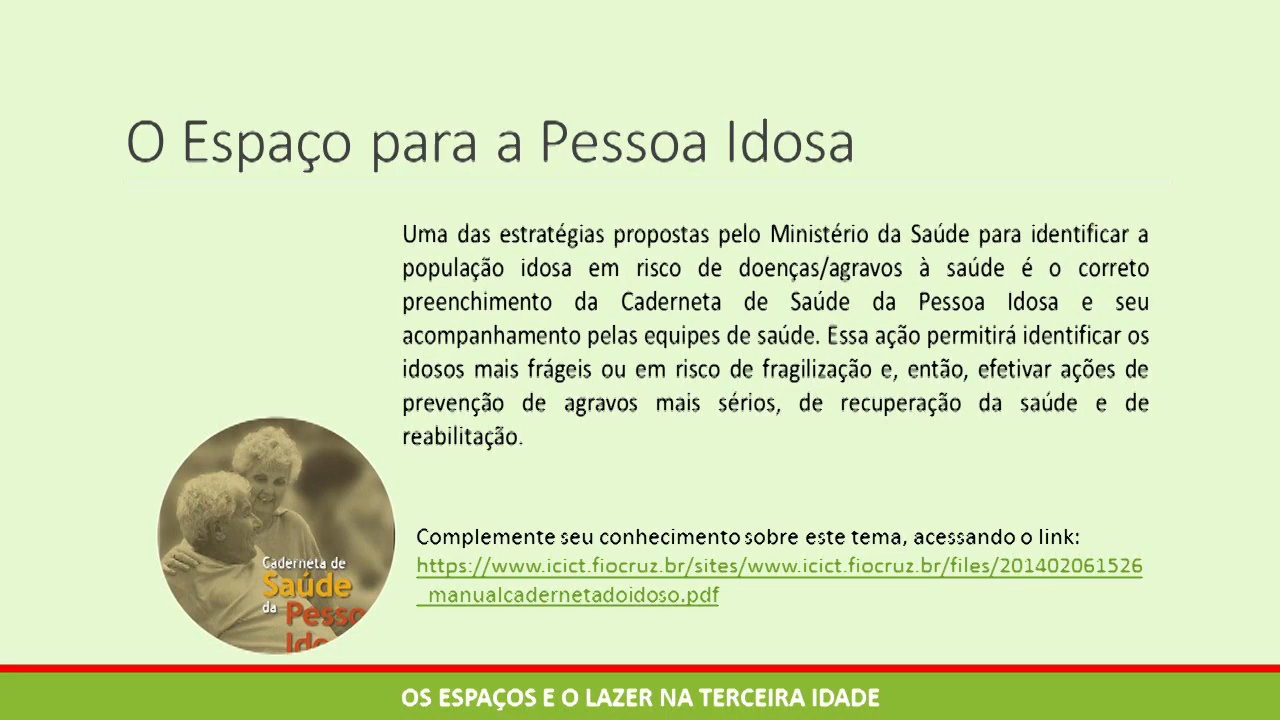 O Espaço para a Pessoa Idosa
Uma das estratégias propostas pelo Ministério da Saúde para identificar a
população idosa em risco de doenças/agravos à saúde é o correto
preenchimento da Caderneta de Saúde da Pessoa Idosa e seu
acompanhamento pelas equipes de saúde. Essa ação permitirá identificar os
idosos mais frágeis ou em risco de fragilização e, então, efetivar ações de
prevenção de agravos mais sérios, de recuperação da saúde e de
reabilitação.
Complemente seu conhecimento sobre este tema, acessando o link:
https://www.icict.fiocruz.br/sites/www.icict.fiocruz.br/files/201402061526
_manualcadernetadoidoso.pdf
Caderneta de
Saúde
da Pesso
Ido
OS ESPAÇOS E O LAZER NA TERCEIRA IDADE